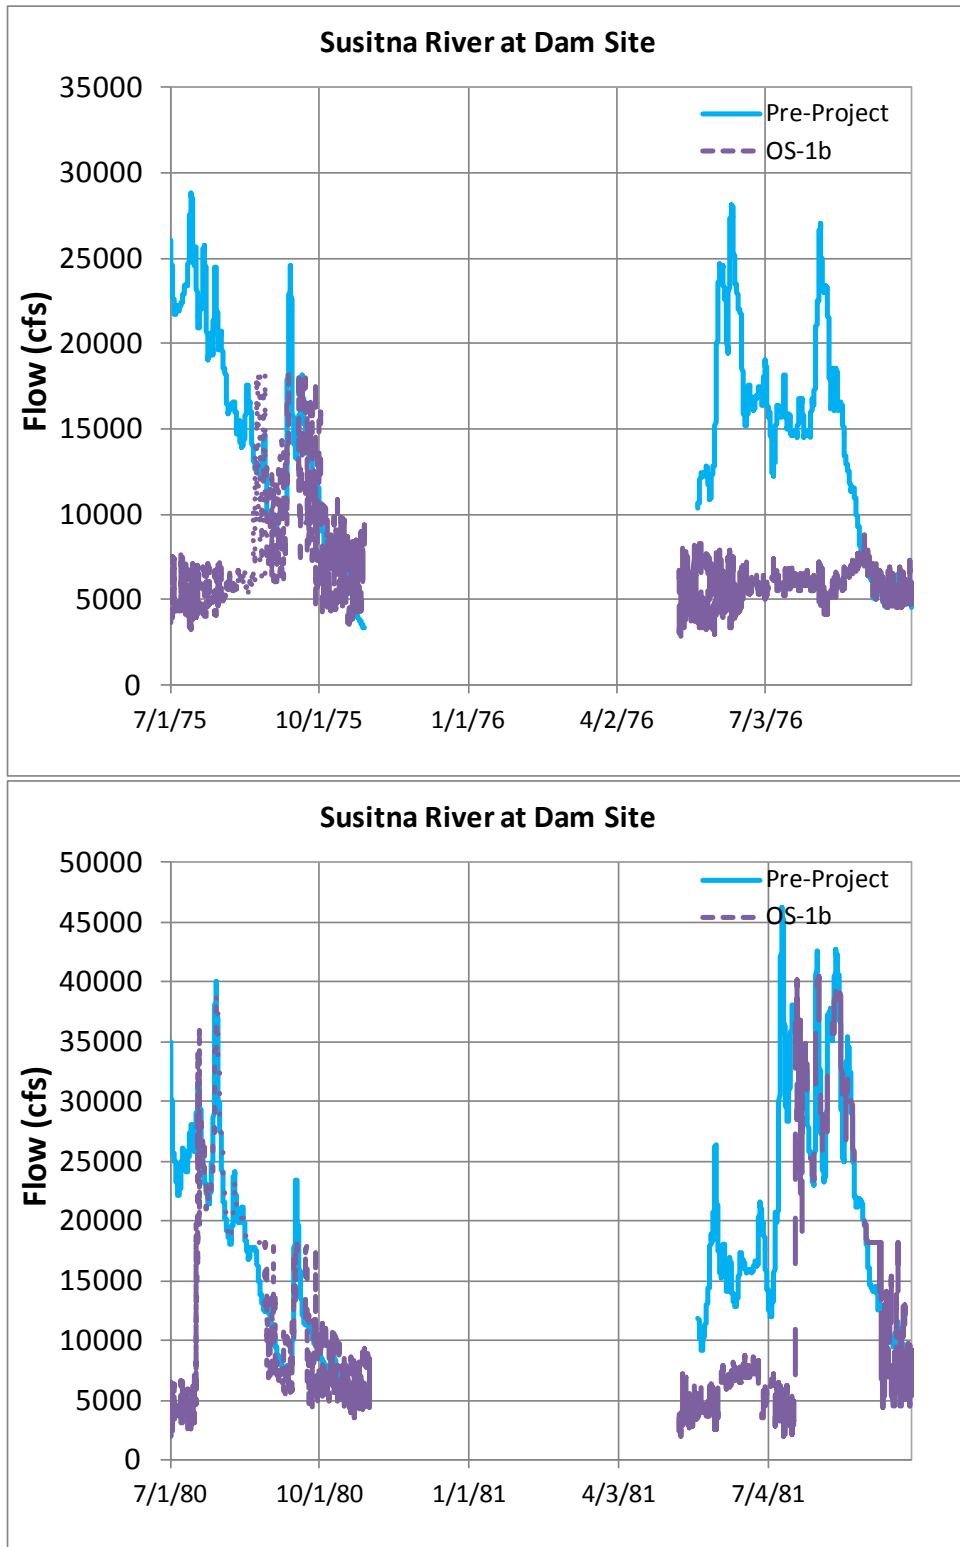 Susitna River at Dam Site
35000
30000
25000
20000
15000
10000
5000
0
Flow (cfs)
Pre-Project
OS-1b
7/1/75 10/1/75 1/1/76 4/2/76 7/3/76
Susitna River at Dam Site
50000
45000
40000
35000
30000
25000
20000
15000
10000
5000
0
Flow (cfs)
Pre-Project
OS-1b
7/1/80 10/1/80 1/1/81 4/3/81 7/4/81